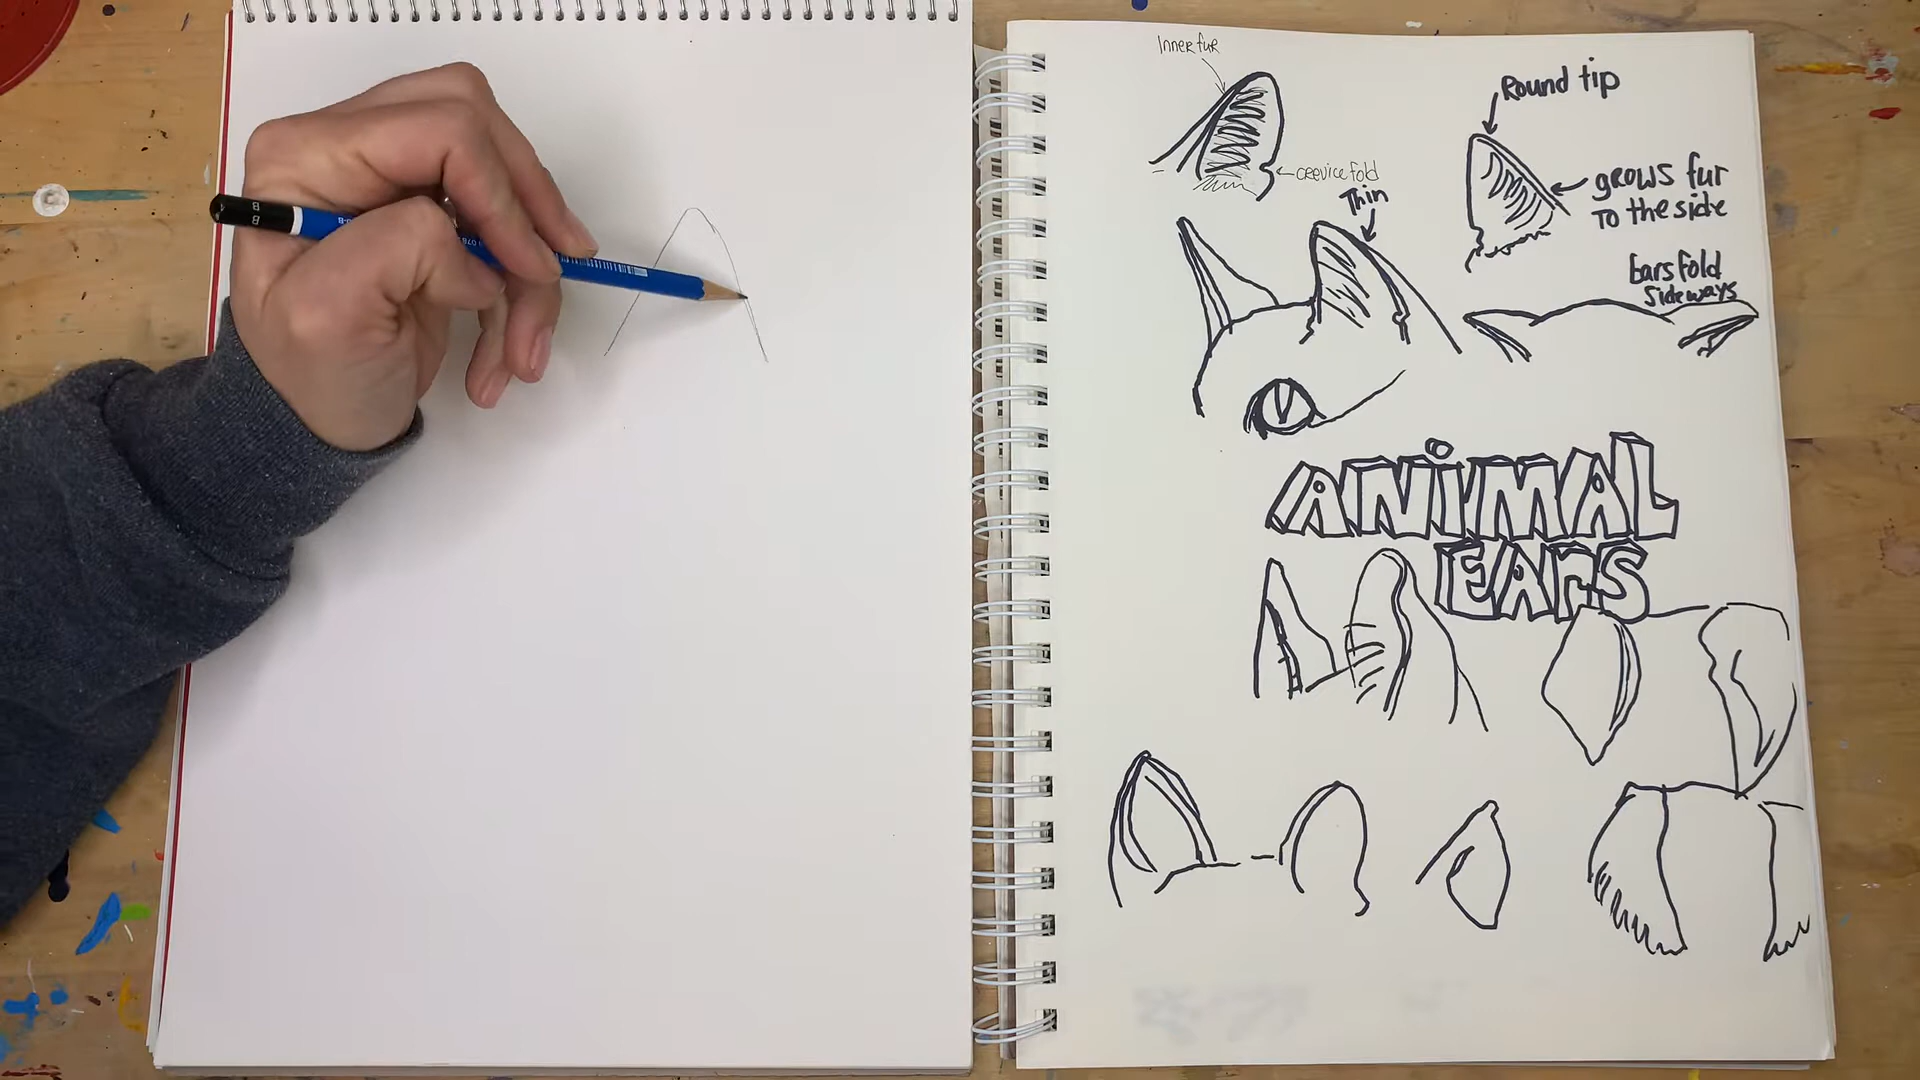 Inner fur
Round tip
crevice fold
Thin
grows fur
to the side
Ears fold
sideways
ANIMAL
EARS